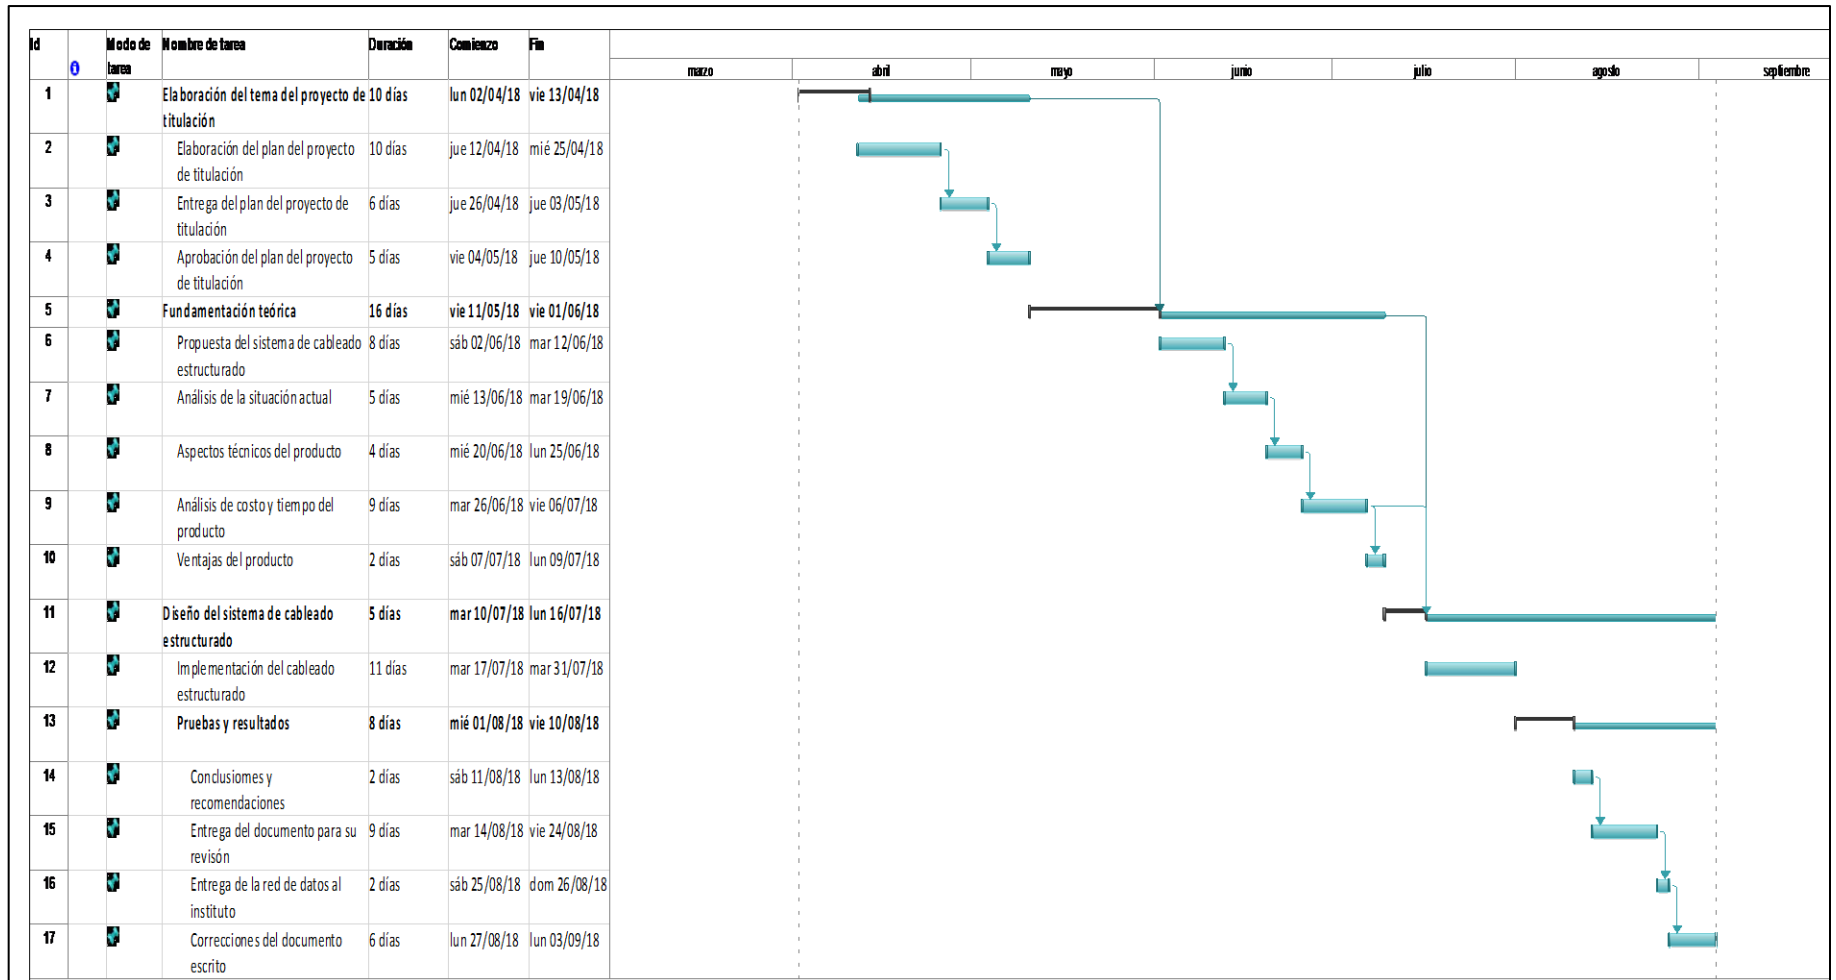 Id Modo de Nombre de tarea Duración Comienzo Fin
tarea
marzo abril mayo junio julio agosto septiembre
1 Elaboración del tema del proyecto de 10 días lun 02/04/18 vie 13/04/18
titulación
2 Elaboración del plan del proyecto 10 días jue 12/04/18 mié 25/04/18
de titulación
3 Entrega del plan del proyecto de 6 días jue 26/04/18 jue 03/05/18
titulación
4 Aprobación del plan del proyecto 5 días vie 04/05/18 jue 10/05/18
de titulación
5 Fundamentación teórica 16 días vie 11/05/18 vie 01/06/18
6 Propuesta del sistema de cableado 8 días sáb 02/06/18 mar 12/06/18
estructurado
7 Análisis de la situación actual 5 días mié 13/06/18 mar 19/06/18
8 Aspectos técnicos del producto 4 días mié 20/06/18 lun 25/06/18
9 Análisis de costo y tiempo del 9 días mar 26/06/18 vie 06/07/18
producto
10 Ventajas del producto 2 días sáb 07/07/18 lun 09/07/18
11 Diseño del sistema de cableado 5 días mar 10/07/18 lun 16/07/18
estructurado
12 Implementación del cableado 11 días mar 17/07/18 mar 31/07/18
estructurado
13 Pruebas y resultados 8 días mié 01/08/18 vie 10/08/18
14 Conclusiomes y 2 días sáb 11/08/18 lun 13/08/18
recomendaciones
15 Entrega del documento para su 9 días mar 14/08/18 vie 24/08/18
revisón
16 Entrega de la red de datos al 2 días sáb 25/08/18 dom 26/08/18
instituto
17 Correcciones del documento 6 días lun 27/08/18 lun 03/09/18
escrito